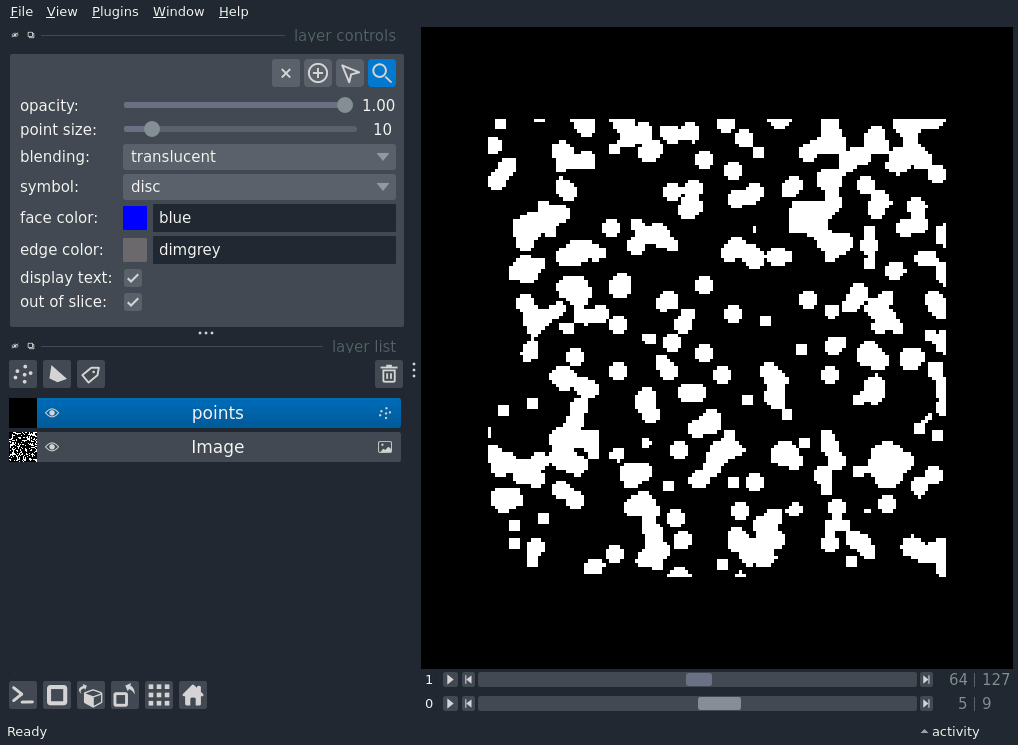 File View Plugins Window Help
layer controls
opacity: 1.00
point size: 10
blending: translucent
symbol: disc
face color: blue
edge color: dimgrey
display text:
out of slice:
layer list
points
Image
1 64 | 127
0 5 | 9
Ready activity